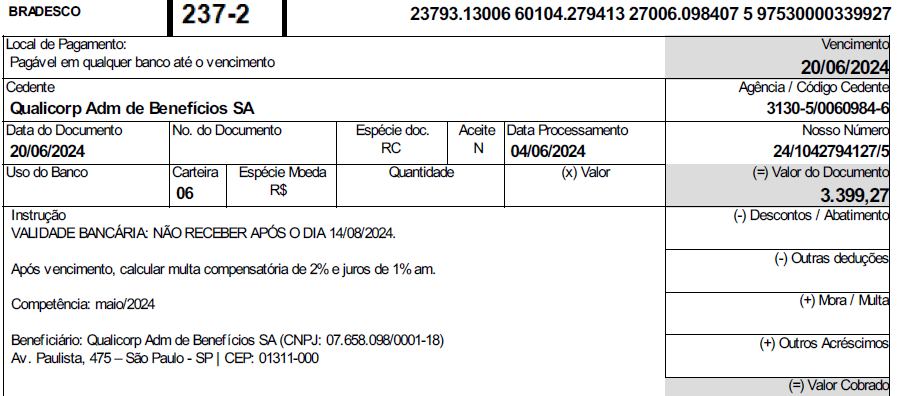 BRADESCO 237-2 23793.13006 60104.279413 27006.098407 5 97530000339927
Local de Pagamento: Vencimento
Pagável em qualquer banco até o vencimento 20/06/2024
Cedente Agência / Código Cedente
Qualicorp Adm de Benefícios SA 3130-5/0060984-6
Data do Documento No. do Documento Espécie doc. Aceite Data Processamento Nosso Número
20/06/2024 RC N 04/06/2024 24/1042794127/5
Uso do Banco Carteira Espécie Moeda Quantidade (x) Valor (=) Valor do Documento
06 R$ 3.399,27
Instrução (-) Descontos / Abatimento
VALIDADE BANCÁRIA: NÃO RECEBER APÓS O DIA 14/08/2024.
(-) Outras deduções
Após vencimento, calcular multa compensatória de 2% e juros de 1% am.
Competência: maio/2024 (+) Mora / Multa
Beneficiário: Qualicorp Adm de Benefícios SA (CNPJ: 07.658.098/0001-18) (+) Outros Acréscimos
Av. Paulista, 475 – São Paulo - SP | CEP: 01311-000
(=) Valor Cobrado